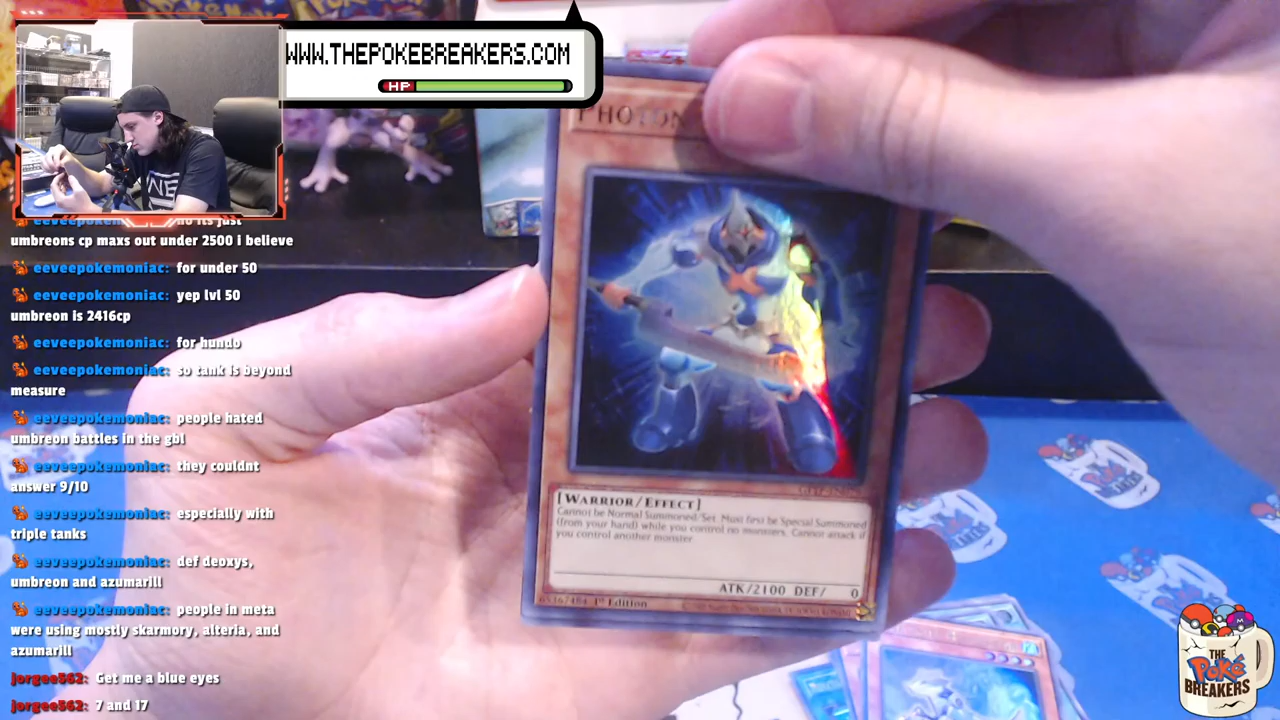 WWW.THEPOKEBREAKERS.COM
HP
PHOTON
[WARRIOR/EFFECT]
Cannot be Normal Summoned/Set. Must first be Special Summoned
(from your hand) while you control no monsters. Cannot attack if
you control another monster.
ATK/2100 DEF/ 0
1st Edition
eeveepokemoniac: no its just
umbreons cp maxs out under 2500 I believe
eeveepokemoniac: for under 50
eeveepokemoniac: yep lvl 50
umbreon is 2416cp
eeveepokemoniac: for hundo
eeveepokemoniac: so tank is beyond
measure
eeveepokemoniac: people hated
umbreon battles in the gbl
eeveepokemoniac: they couldnt
answer 9/10
eeveepokemoniac: especially with
triple tanks
eeveepokemoniac: def deoxys,
umbreon and azumarill
eeveepokemoniac: people in meta
were using mostly skarmory, alteria, and
azumarill
jorgee562: Get me a blue eyes
jorgee562: 7 and 17
THE
POKÉ
BREAKERS